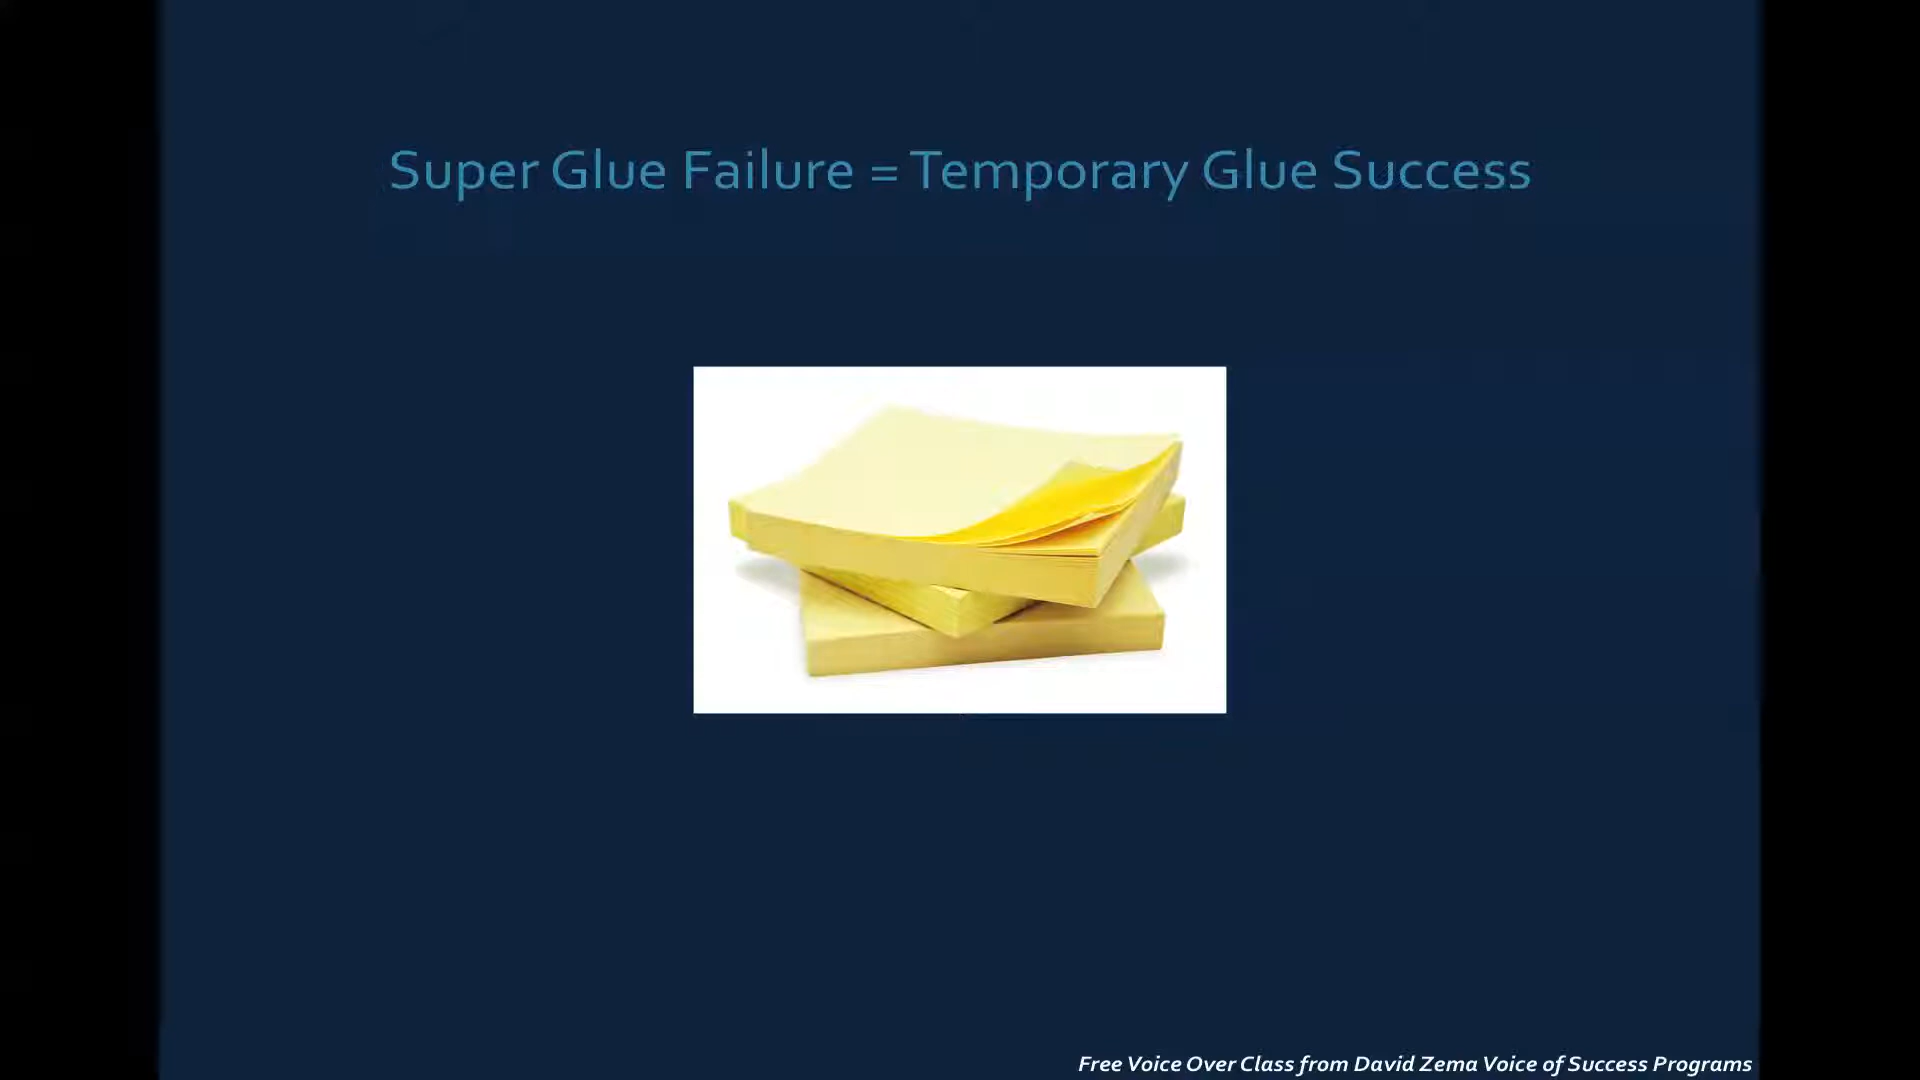 Super Glue Failure = Temporary Glue Success
Free Voice Over Class from David Zema Voice of Success Programs